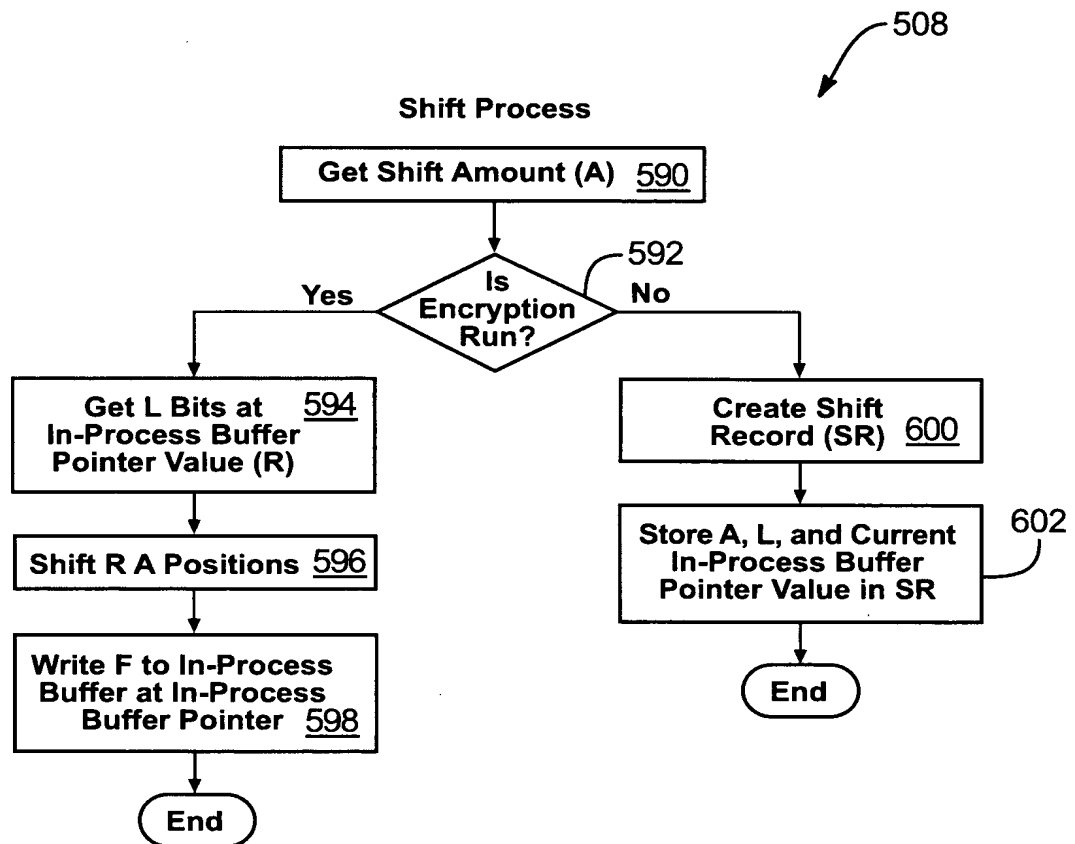 508
Shift Process
Get Shift Amount (A) 590
592
Is
Encryption
Run?
Yes
No
Get L Bits at 594
In-Process Buffer
Pointer Value (R)
Shift R A Positions 596
Write F to In-Process
Buffer at In-Process
Buffer Pointer 598
End
Create Shift
Record (SR) 600
Store A, L, and Current
In-Process Buffer
Pointer Value in SR
602
End